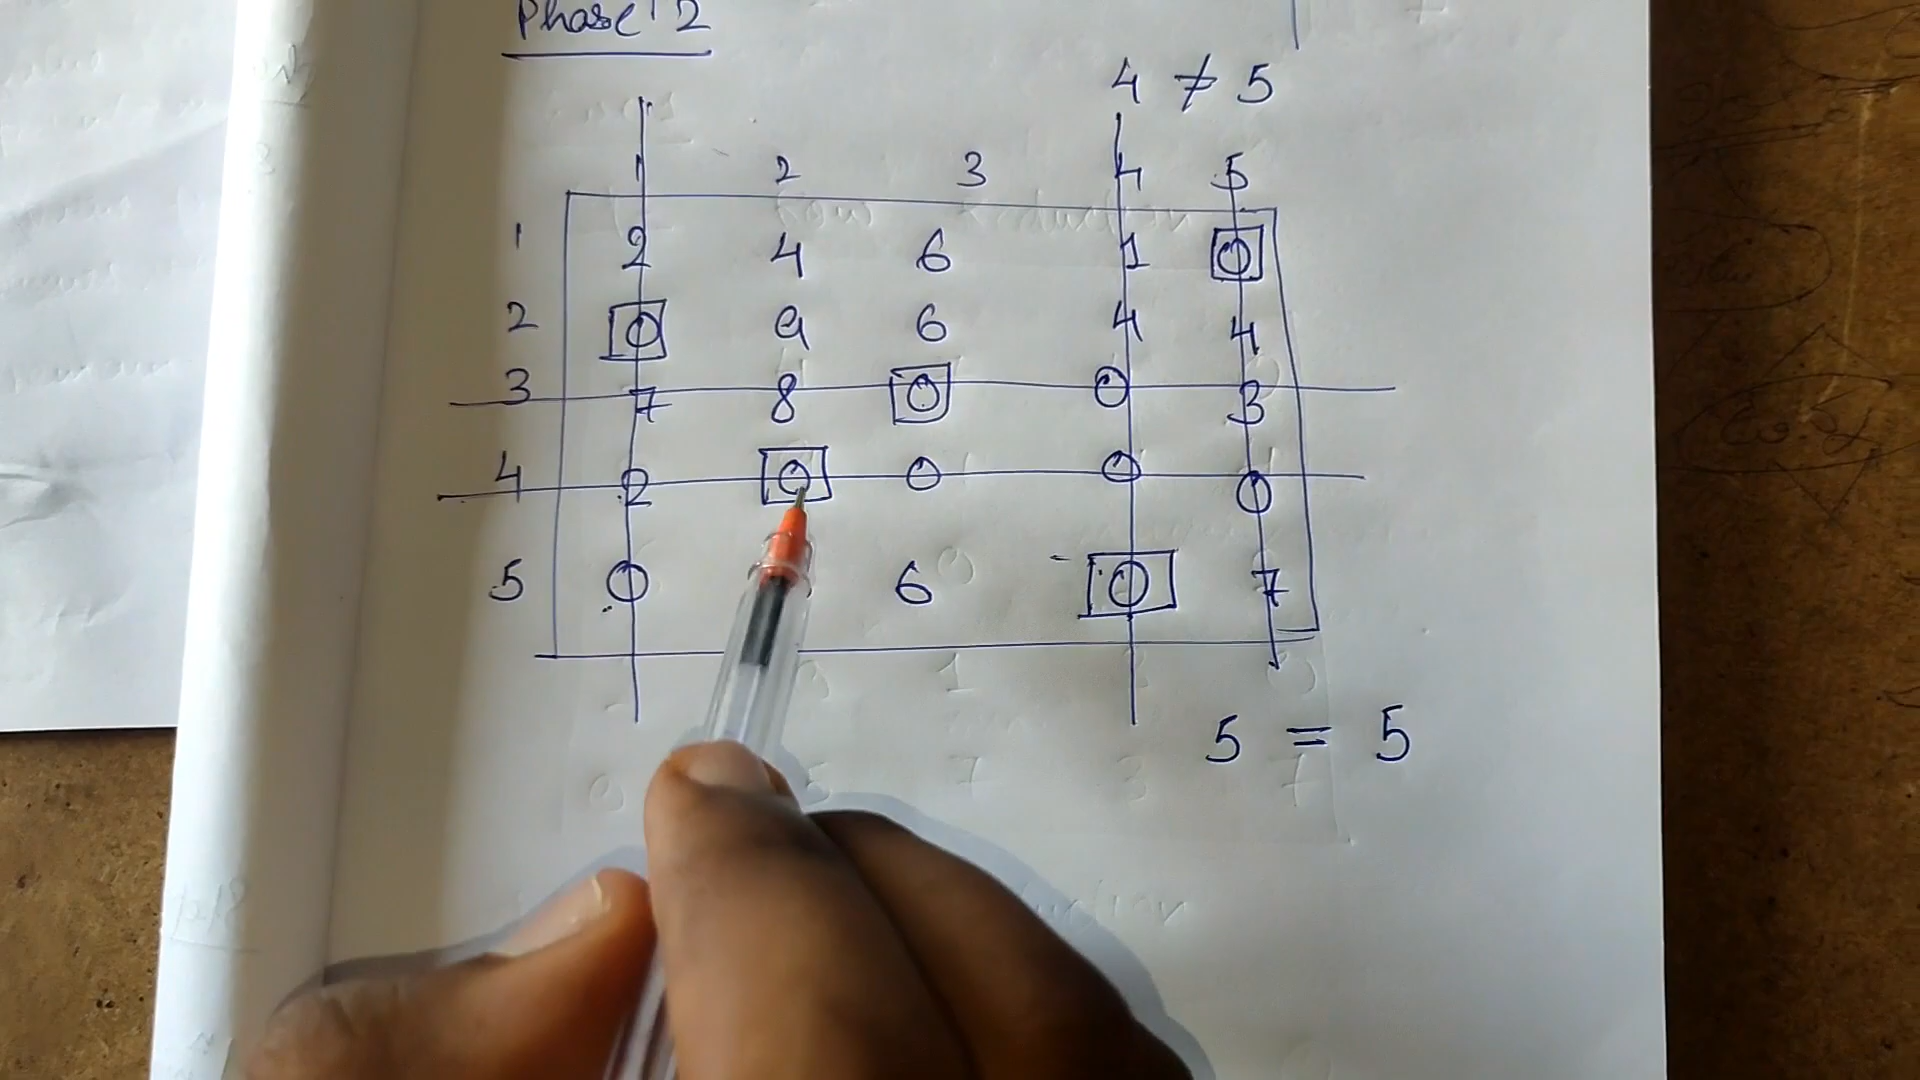 Phase 2
4 ≠ 5
1 2 3 4 5
1 2 4 6 1 0
2 0 9 6 4 4
3 7 8 0 0 3
4 2 0 0 0 0
5 0 6 0 7
5 = 5